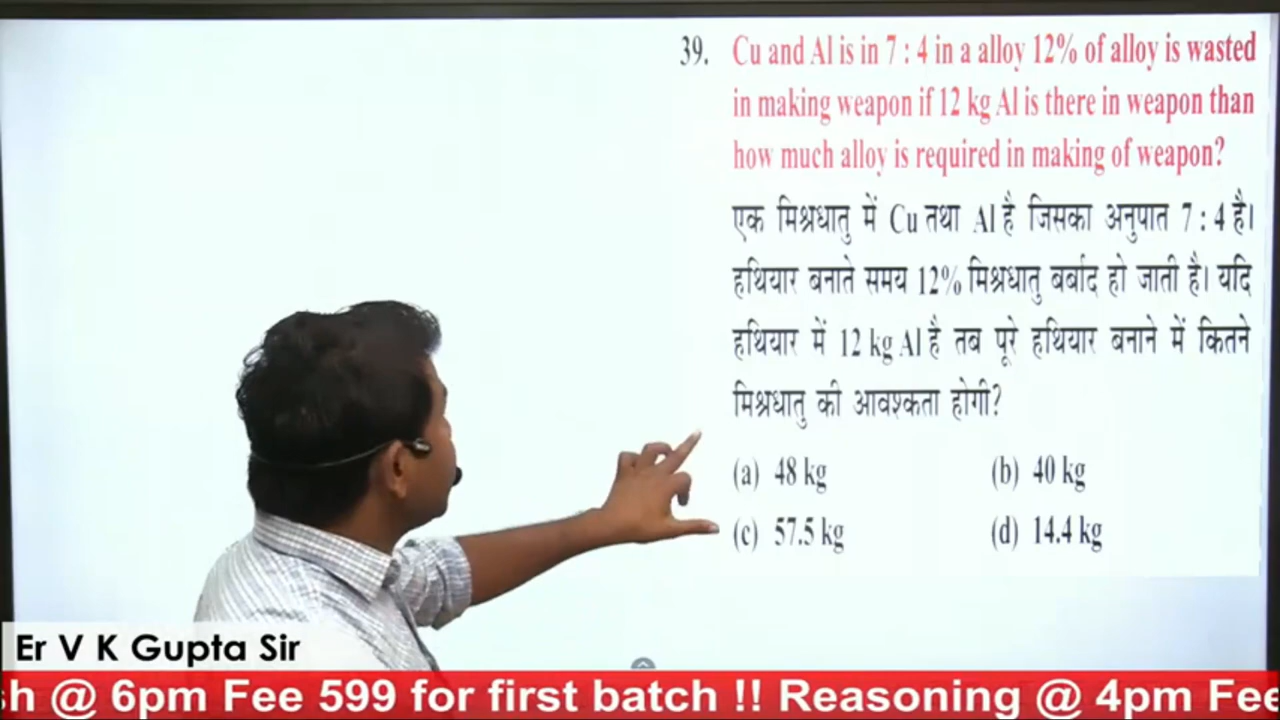 39. Cu and Al is in 7 : 4 in a alloy 12% of alloy is wasted
in making weapon if 12 kg Al is there in weapon than
how much alloy is required in making of weapon?
एक मिश्रधातु में Cu तथा Al है जिसका अनुपात 7 : 4 है।
हथियार बनाते समय 12% मिश्रधातु बर्बाद हो जाती है। यदि
हथियार में 12 kg Al है तब पूरे हथियार बनाने में कितने
मिश्रधातु की आवश्कता होगी?
(a) 48 kg (b) 40 kg
(c) 57.5 kg (d) 14.4 kg
Er V K Gupta Sir
sh @ 6pm Fee 599 for first batch !! Reasoning @ 4pm Fee